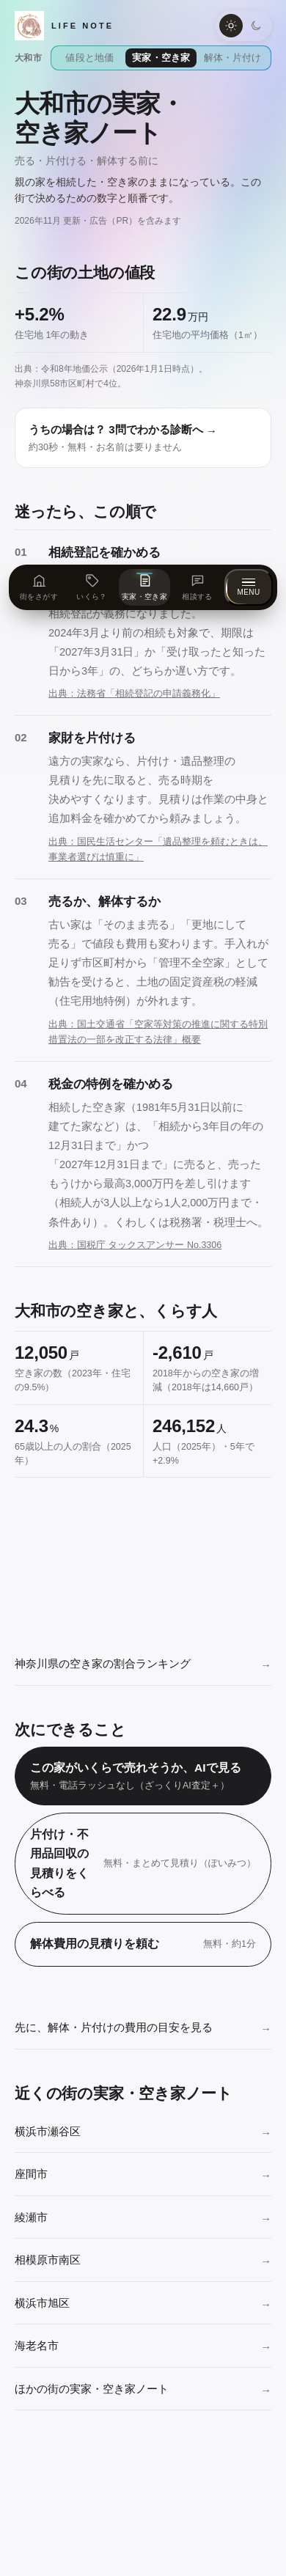 LIFE NOTE
大和市
値段と地価
実家・空き家
解体・片付け
大和市の実家・
空き家ノート
売る・片付ける・解体する前に
親の家を相続した・空き家のままになっている。この
街で決めるための数字と順番です。
2026年11月 更新・広告（PR）を含みます
この街の土地の値段
+5.2%
住宅地 1年の動き
22.9万円
住宅地の平均価格（1㎡）
出典：令和8年地価公示（2026年1月1日時点）。
神奈川県58市区町村で4位。
うちの場合は？ 3問でわかる診断へ →
約30秒・無料・お名前は要りません
迷ったら、この順で
01
相続登記を確かめる
街をさがす
いくら？
実家・空き家
相談する
MENU
相続登記が義務になりました。
2024年3月より前の相続も対象で、期限は
「2027年3月31日」か「受け取ったと知った
日から3年」の、どちらか遅い方です。
出典：法務省「相続登記の申請義務化」
02
家財を片付ける
遠方の実家なら、片付け・遺品整理の
見積りを先に取ると、売る時期を
決めやすくなります。見積りは作業の中身と
追加料金を確かめてから頼みましょう。
出典：国民生活センター「遺品整理を頼むときは、
事業者選びは慎重に」
03
売るか、解体するか
古い家は「そのまま売る」「更地にして
売る」で値段も費用も変わります。手入れが
足りず市区町村から「管理不全空家」として
勧告を受けると、土地の固定資産税の軽減
（住宅用地特例）が外れます。
出典：国土交通省「空家等対策の推進に関する特別
措置法の一部を改正する法律」概要
04
税金の特例を確かめる
相続した空き家（1981年5月31日以前に
建てた家など）は、「相続から3年目の年の
12月31日まで」かつ
「2027年12月31日まで」に売ると、売った
もうけから最高3,000万円を差し引けます
（相続人が3人以上なら1人2,000万円まで・
条件あり）。くわしくは税務署・税理士へ。
出典：国税庁 タックスアンサー No.3306
大和市の空き家と、くらす人
12,050戸
空き家の数（2023年・住宅
の9.5%）
-2,610戸
2018年からの空き家の増
減（2018年は14,660戸）
24.3%
65歳以上の人の割合（2025
年）
246,152人
人口（2025年）・5年で
+2.9%
神奈川県の空き家の割合ランキング →
次にできること
この家がいくらで売れそうか、AIで見る
無料・電話ラッシュなし（ざっくりAI査定＋）
片付け・不
用品回収の
見積りをく
らべる
無料・まとめて見積り（ぽいみつ）
解体費用の見積りを頼む
無料・約1分
先に、解体・片付けの費用の目安を見る →
近くの街の実家・空き家ノート
横浜市瀬谷区 →
座間市 →
綾瀬市 →
相模原市南区 →
横浜市旭区 →
海老名市 →
ほかの街の実家・空き家ノート →